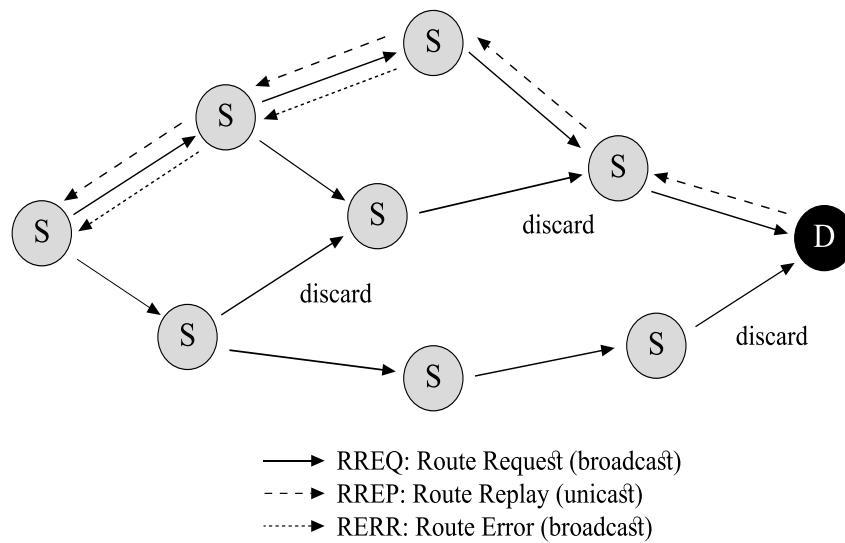 S
S
S
S
discard
S
D
discard
S
S
discard
S
RREQ: Route Request (broadcast)
RREP: Route Replay (unicast)
RERR: Route Error (broadcast)